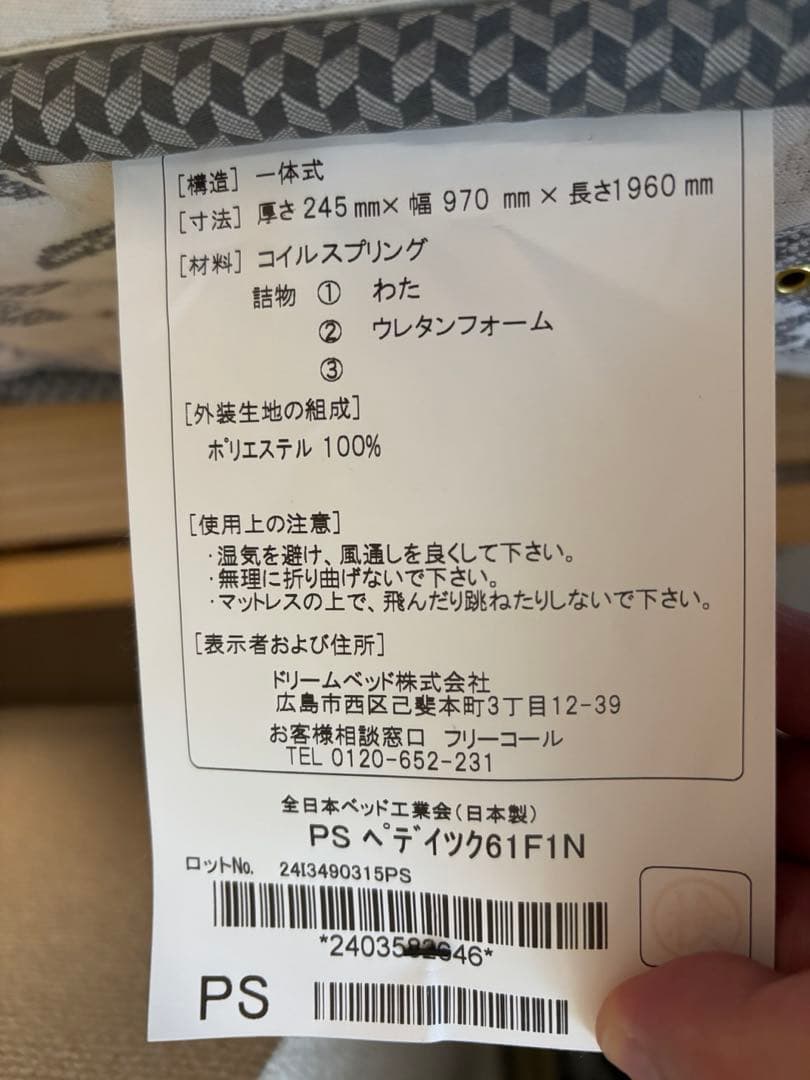 [構造] 一体式
[寸法] 厚さ 245 mm× 幅 970 mm × 長さ1960 mm
[材料] コイルスプリング
詰物 ① わた
② ウレタンフォーム
③
[外装生地の組成]
ポリエステル 100%
[使用上の注意]
・湿気を避け、風通しを良くして下さい。
・無理に折り曲げないで下さい。
・マットレスの上で、飛んだり跳ねたりしないで下さい。
[表示者および住所]
ドリームベッド株式会社
広島市西区己斐本町3丁目12-39
お客様相談窓口 フリーコール
TEL 0120-652-231
全日本ベッド工業会(日本製)
PS ペデイツク61F1N
ロットNo. 24I3490315PS
PS